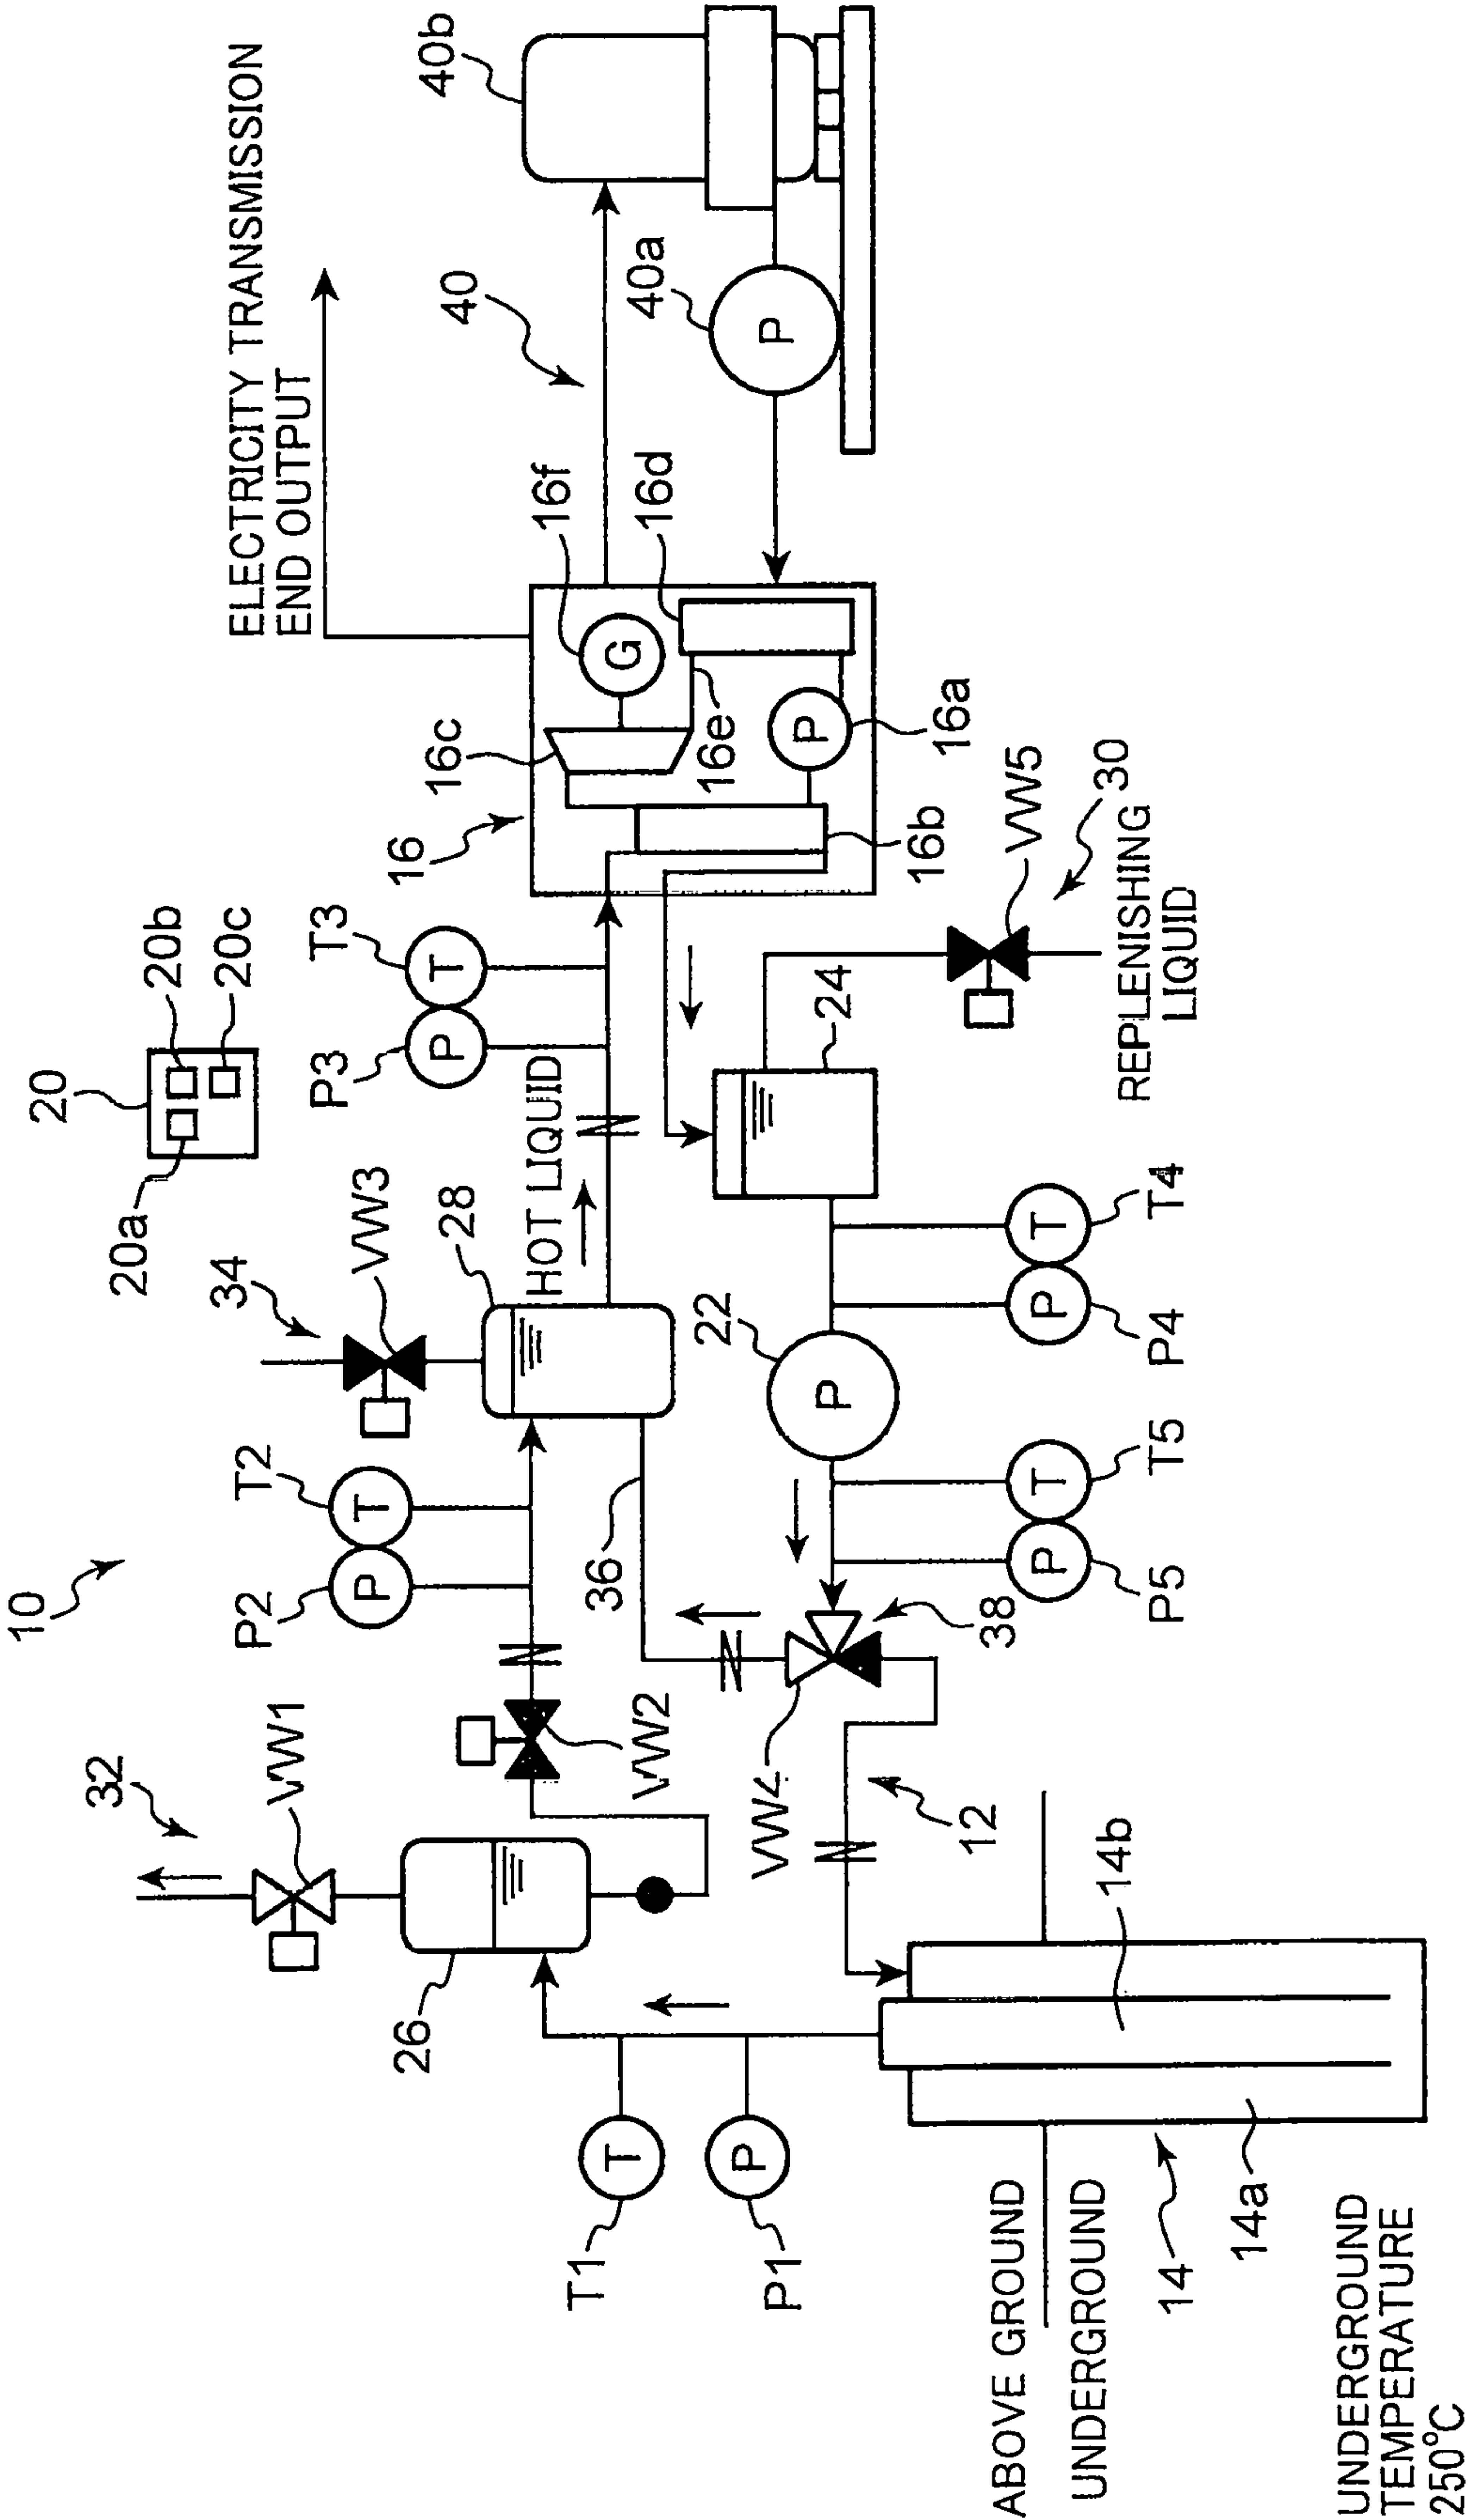 10
20
20a
20b
20c
ELECTRICITY TRANSMISSION
END OUTPUT
32
VW1
P2
T2
34
VW3
28
HOT LIQUID
P3
T3
P
T
P
T
16
16c
16f
G
16d
16e
P
16a
16b
40
40a
P
40b
26
VW2
36
22
P
24
VW5
30
REPLENISHING
LIQUID
T1
T
P1
P
VW4
38
12
P
T
P5
T5
P
T
P4
T4
ABOVE GROUND
UNDERGROUND
14
14a
14b
UNDERGROUND
TEMPERATURE
250°C